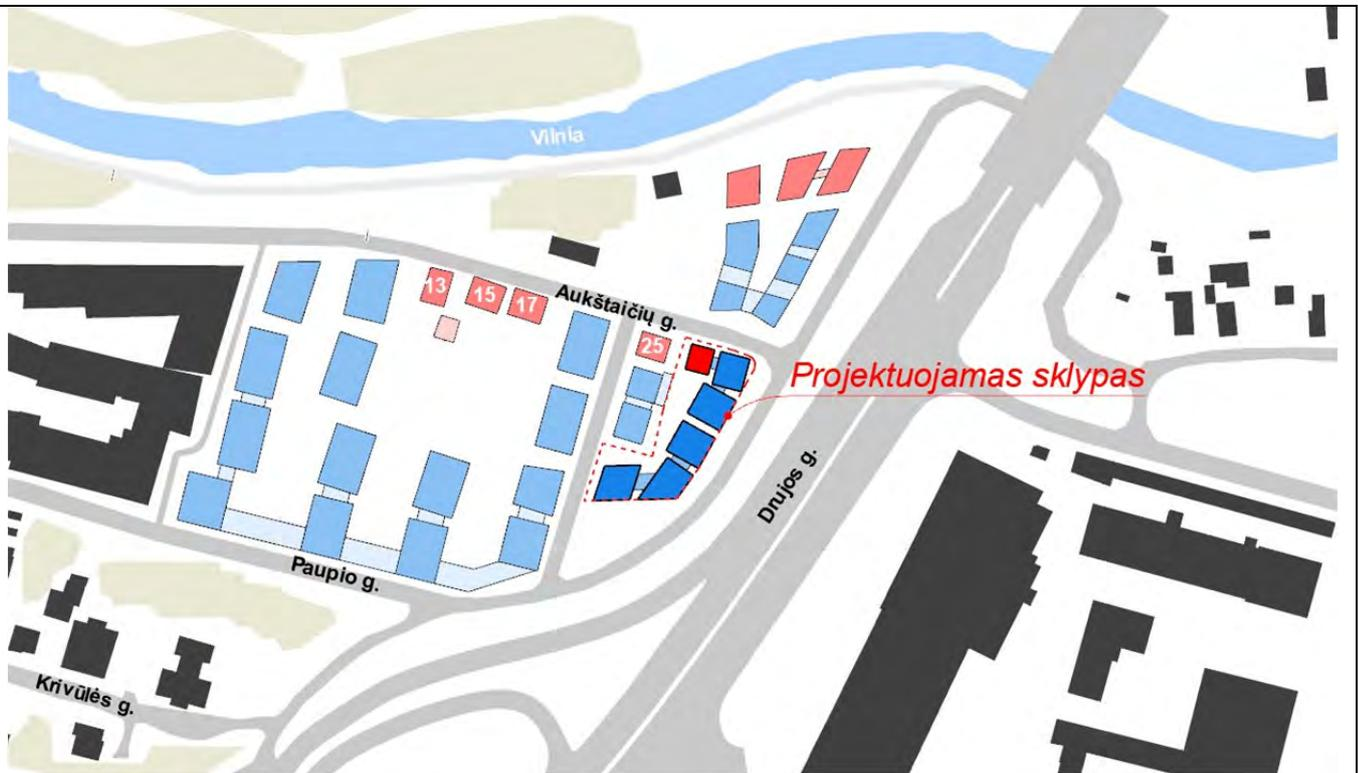 Vilnia
13
15
17
Aukštaičių g.
25
Projektuojamas sklypas
Drujos g.
Paupio g.
Krivūlės g.